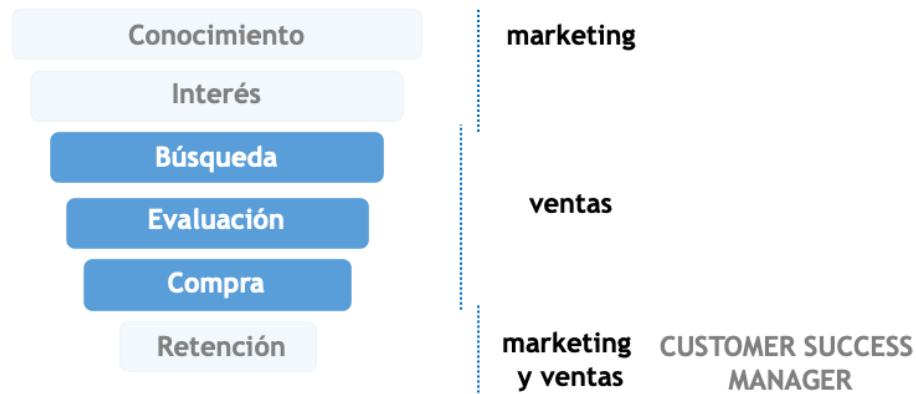 Conocimiento
marketing
Interés
Búsqueda
Evaluación
ventas
Compra
Retención
marketing
y ventas
CUSTOMER SUCCESS
MANAGER